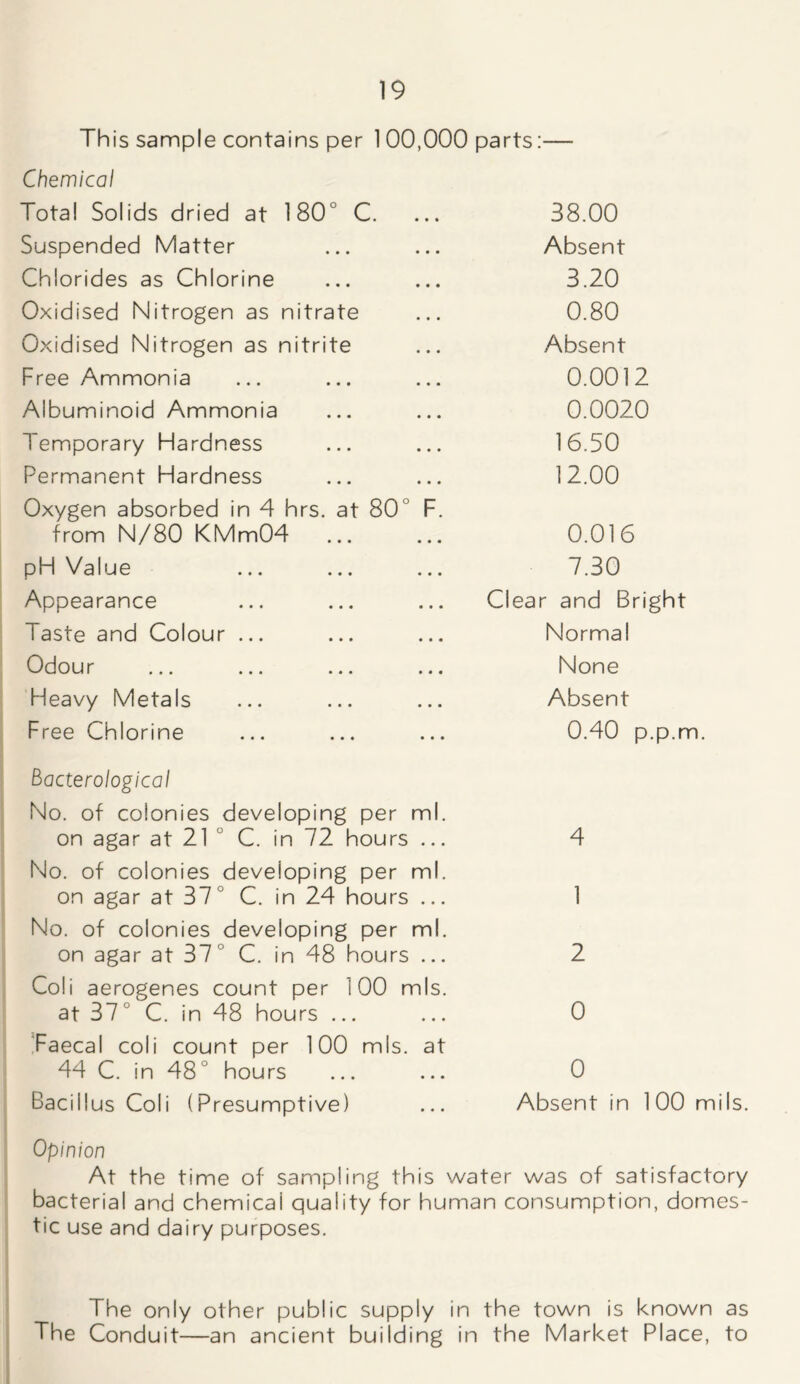 19
This sample contains per 100,000 parts:—
Chemical
Total Solids dried at 180° C. ... 38.00
Suspended Matter ... ... Absent
Chlorides as Chlorine ... ... 3.20
Oxidised Nitrogen as nitrate ... 0.80
Oxidised Nitrogen as nitrite ... Absent
Free Ammonia ... ... ... 0.0012
Albuminoid Ammonia ... ... 0.0020
Temporary Hardness ... ... 16.50
Permanent Hardness ... ... 12.00
Oxygen absorbed in 4 hrs. at 80° F.
from N/80 KMm04 ... ... 0.016
pH Value ... ... ... 7.30
Appearance ... ... ... Clear and Bright
Taste and Colour ... ... ... Normal
Odour ... ... ... ... None
Heavy Metals ... ... ... Absent
Free Chlorine ... ... ... 0.40 p.p.m.
Bacterological
No. of colonies developing per ml.
on agar at 21° C. in 72 hours ... 4
No. of colonies developing per ml.
on agar at 37° C. in 24 hours ... 1
No. of colonies developing per ml.
on agar at 37° C. in 48 hours ... 2
Coli aerogenes count per 100 mls.
at 37° C. in 48 hours ... ... 0
Faecal coli count per 100 mls. at
44 C. in 48° hours ... ... 0
Bacillus Coli (Presumptive) ... Absent in 100 mils.
Opinion
At the time of sampling this water was of satisfactory
bacterial and chemical quality for human consumption, domes-
tic use and dairy purposes.
The only other public supply in the town is known as
The Conduit—an ancient building in the Market Place, to